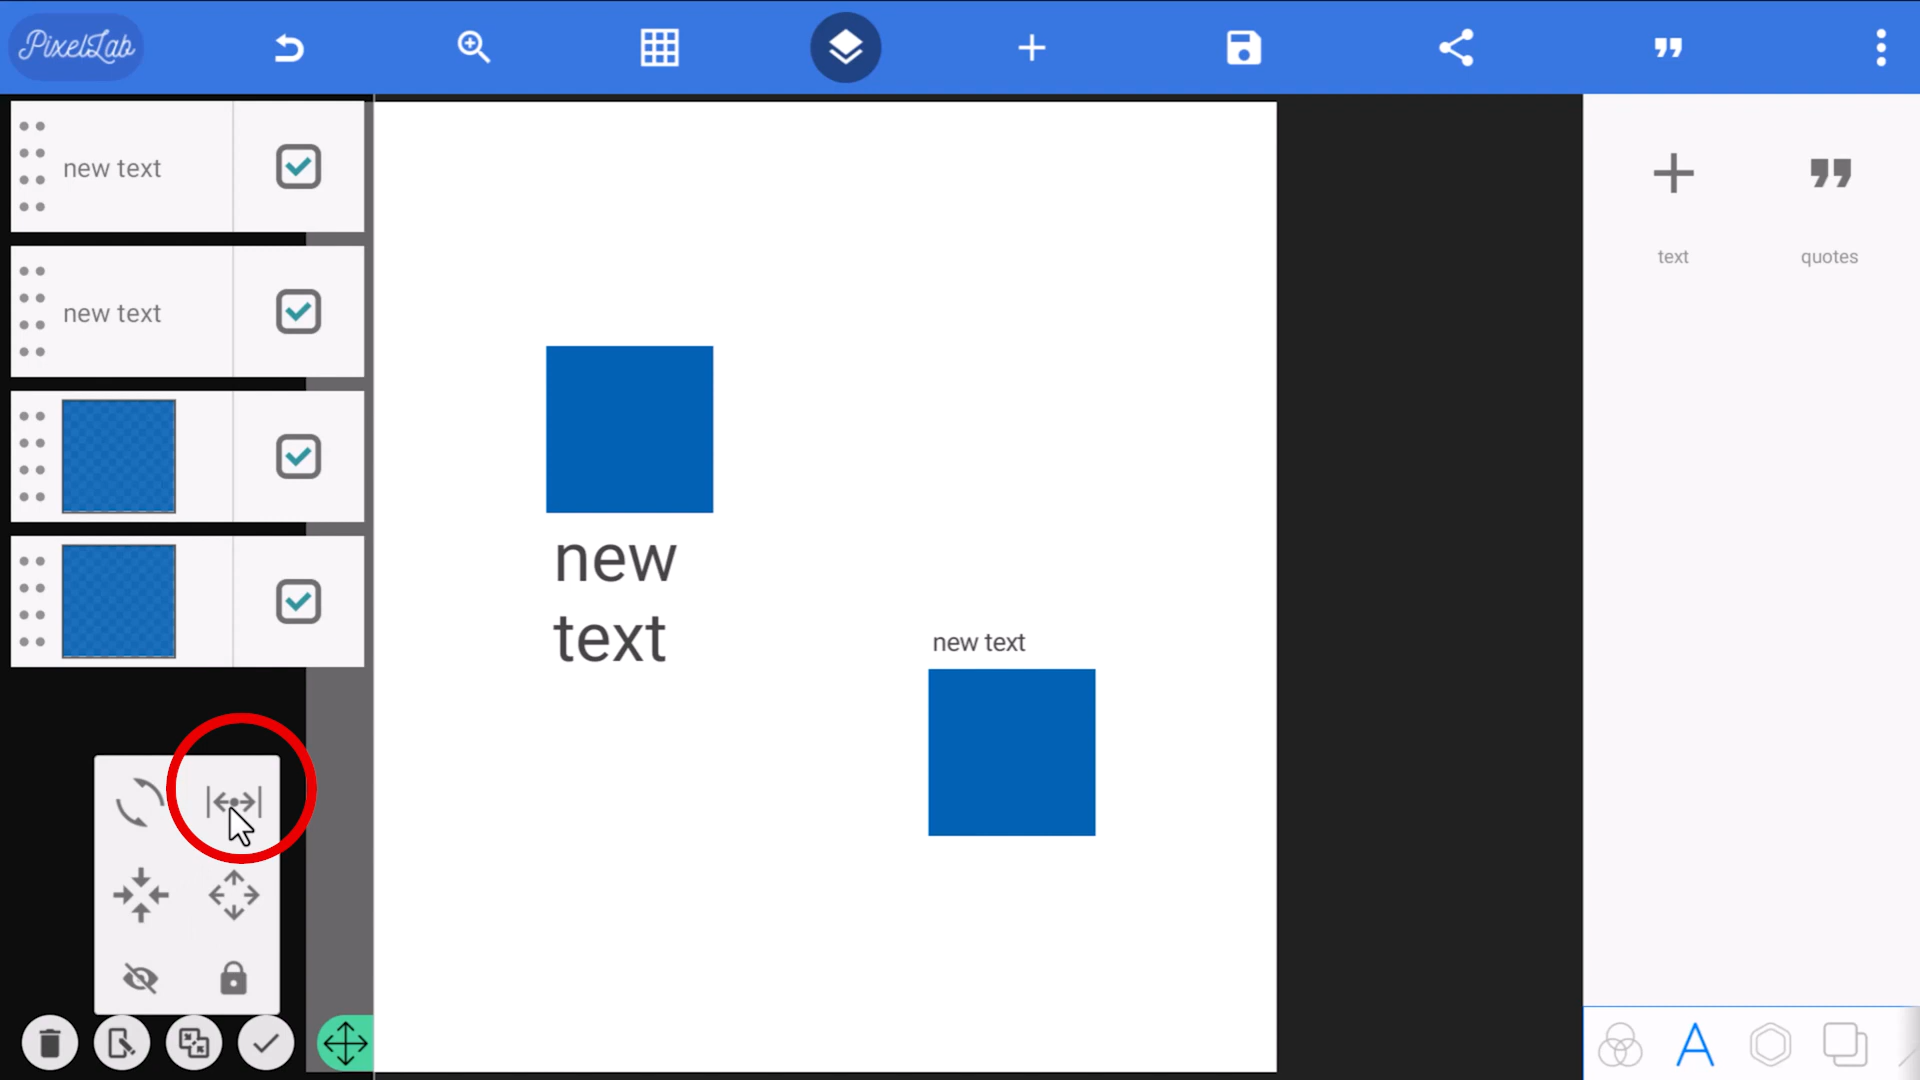 PixelLab
new text
new text
new
text
new text
text
quotes